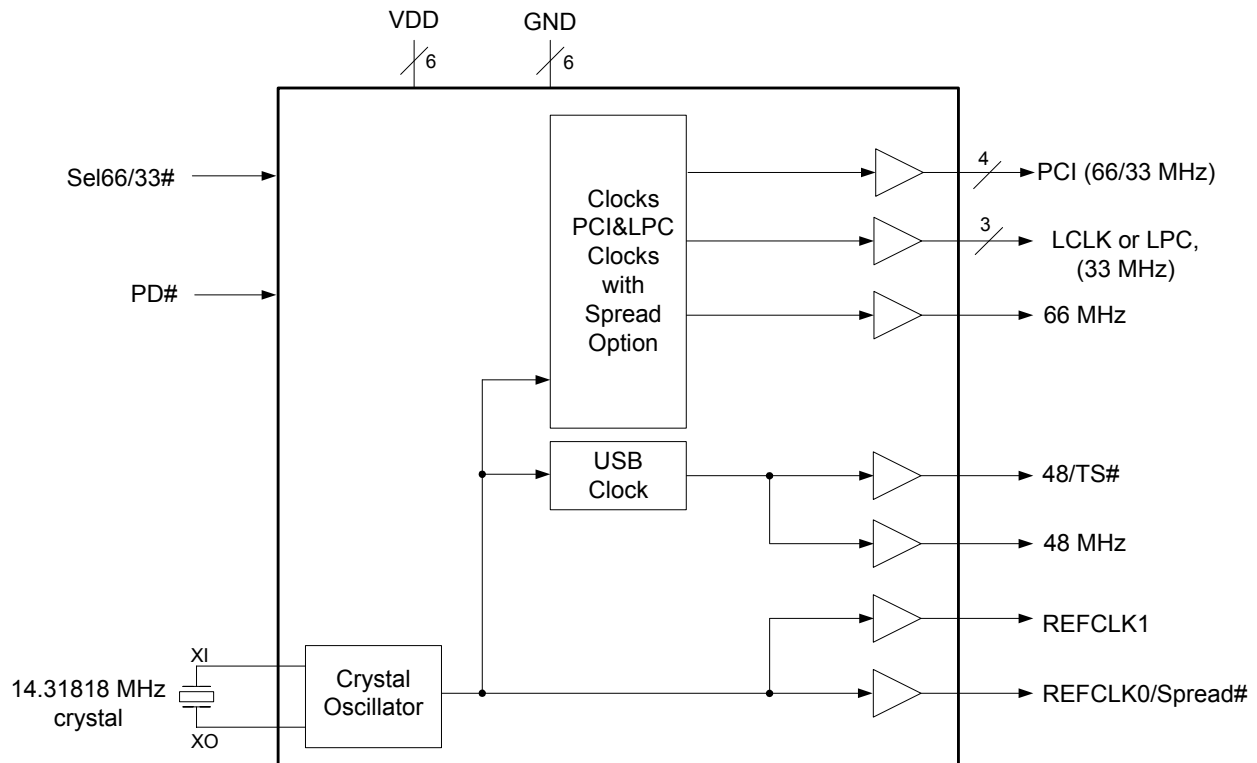 VDD
GND
6
6
Sel66/33#
PD#
Clocks
PCI&LPC
Clocks
with
Spread
Option
4
PCI (66/33 MHz)
3
LCLK or LPC,
(33 MHz)
66 MHz
USB
Clock
48/TS#
48 MHz
REFCLK1
REFCLK0/Spread#
XI
14.31818 MHz
crystal
XO
Crystal
Oscillator